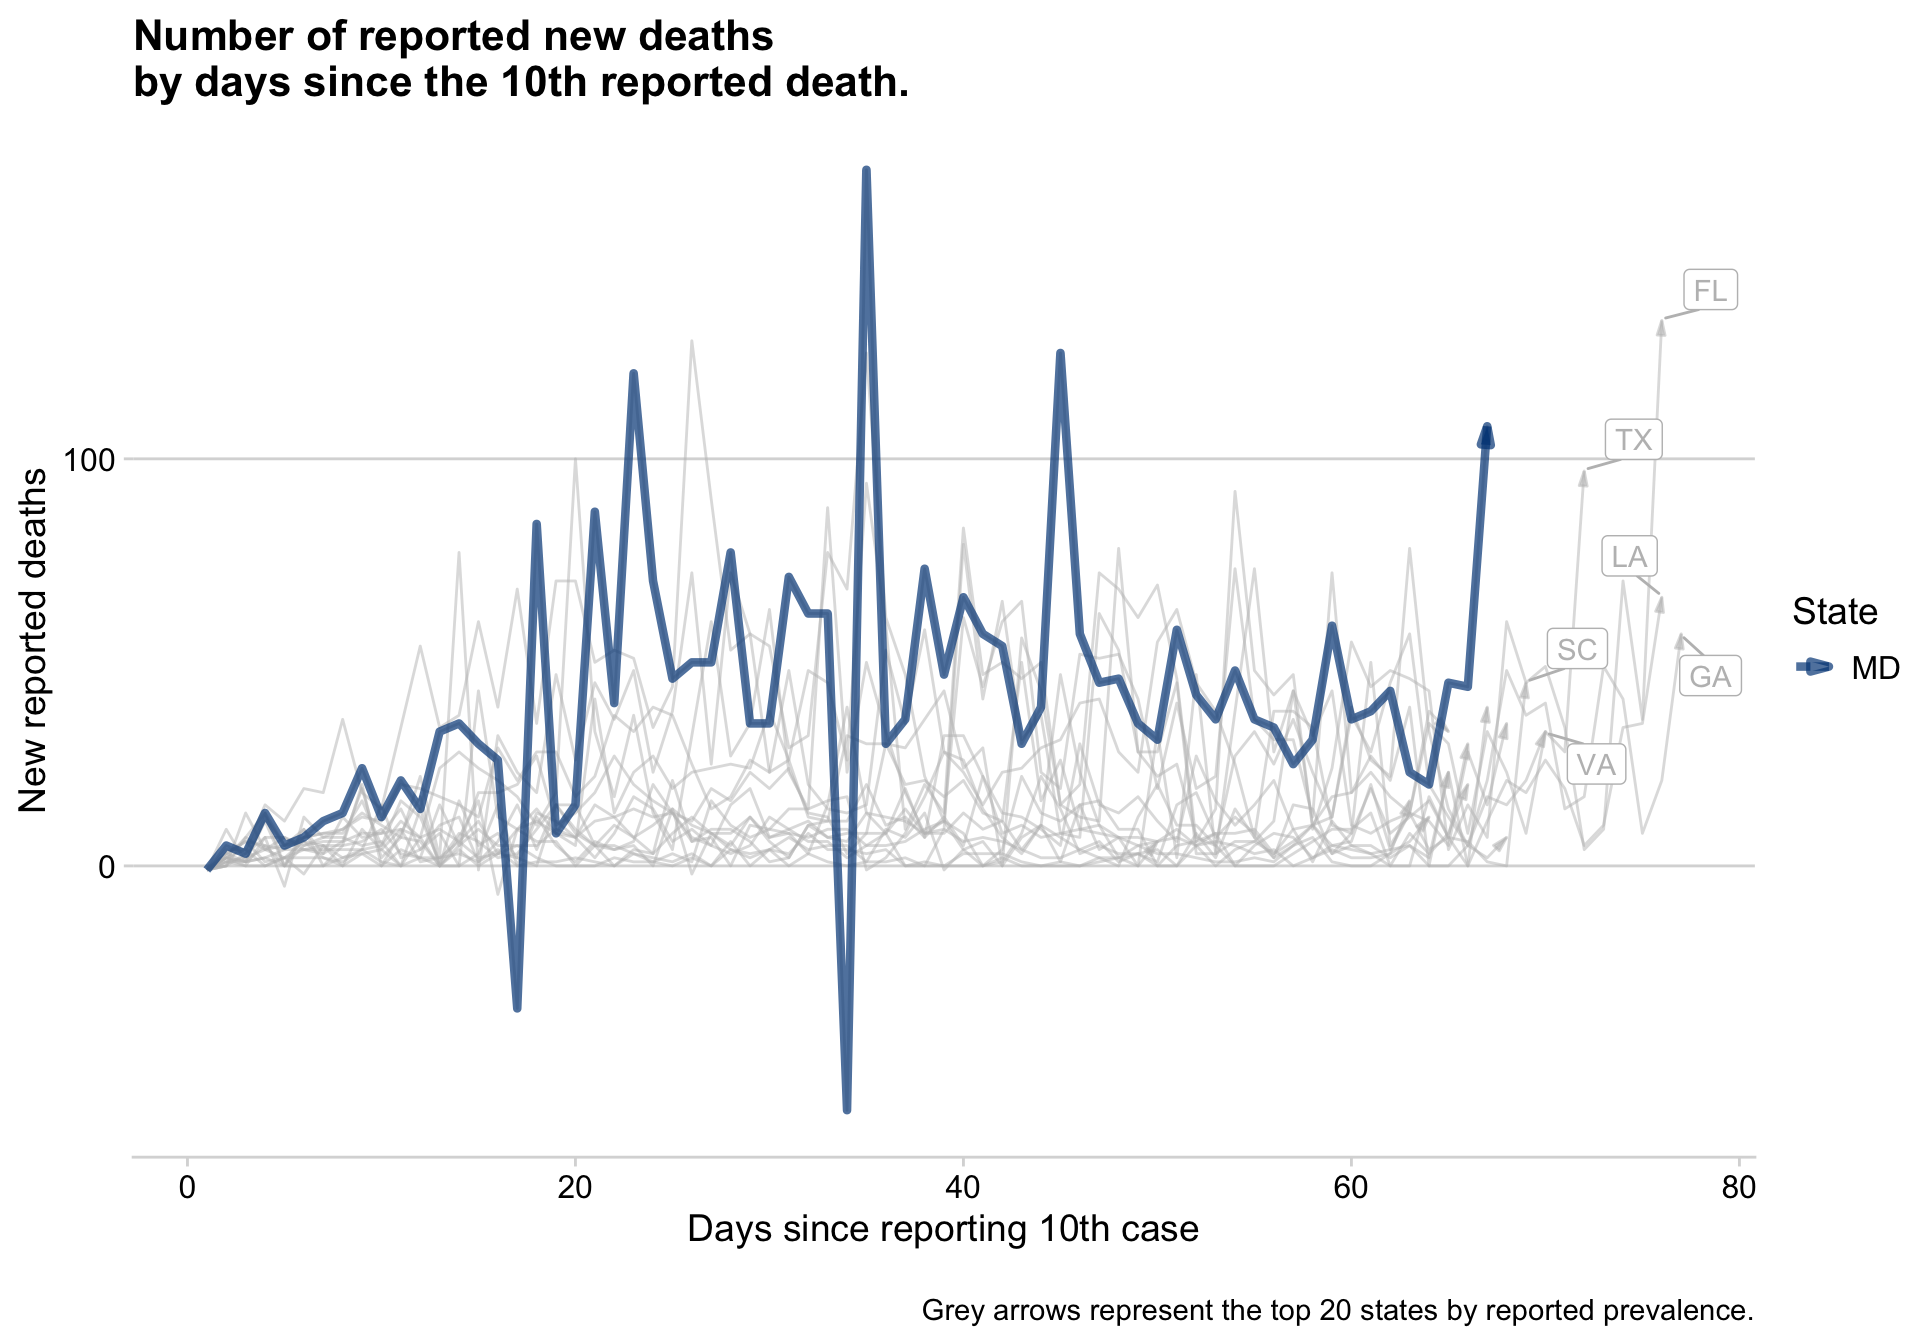 Number of reported new deaths
by days since the 10th reported death.
FL
TX
100
LA
SC
GA
VA
0
New reported deaths
State
MD
0 20 40 60 80
Days since reporting 10th case
Grey arrows represent the top 20 states by reported prevalence.